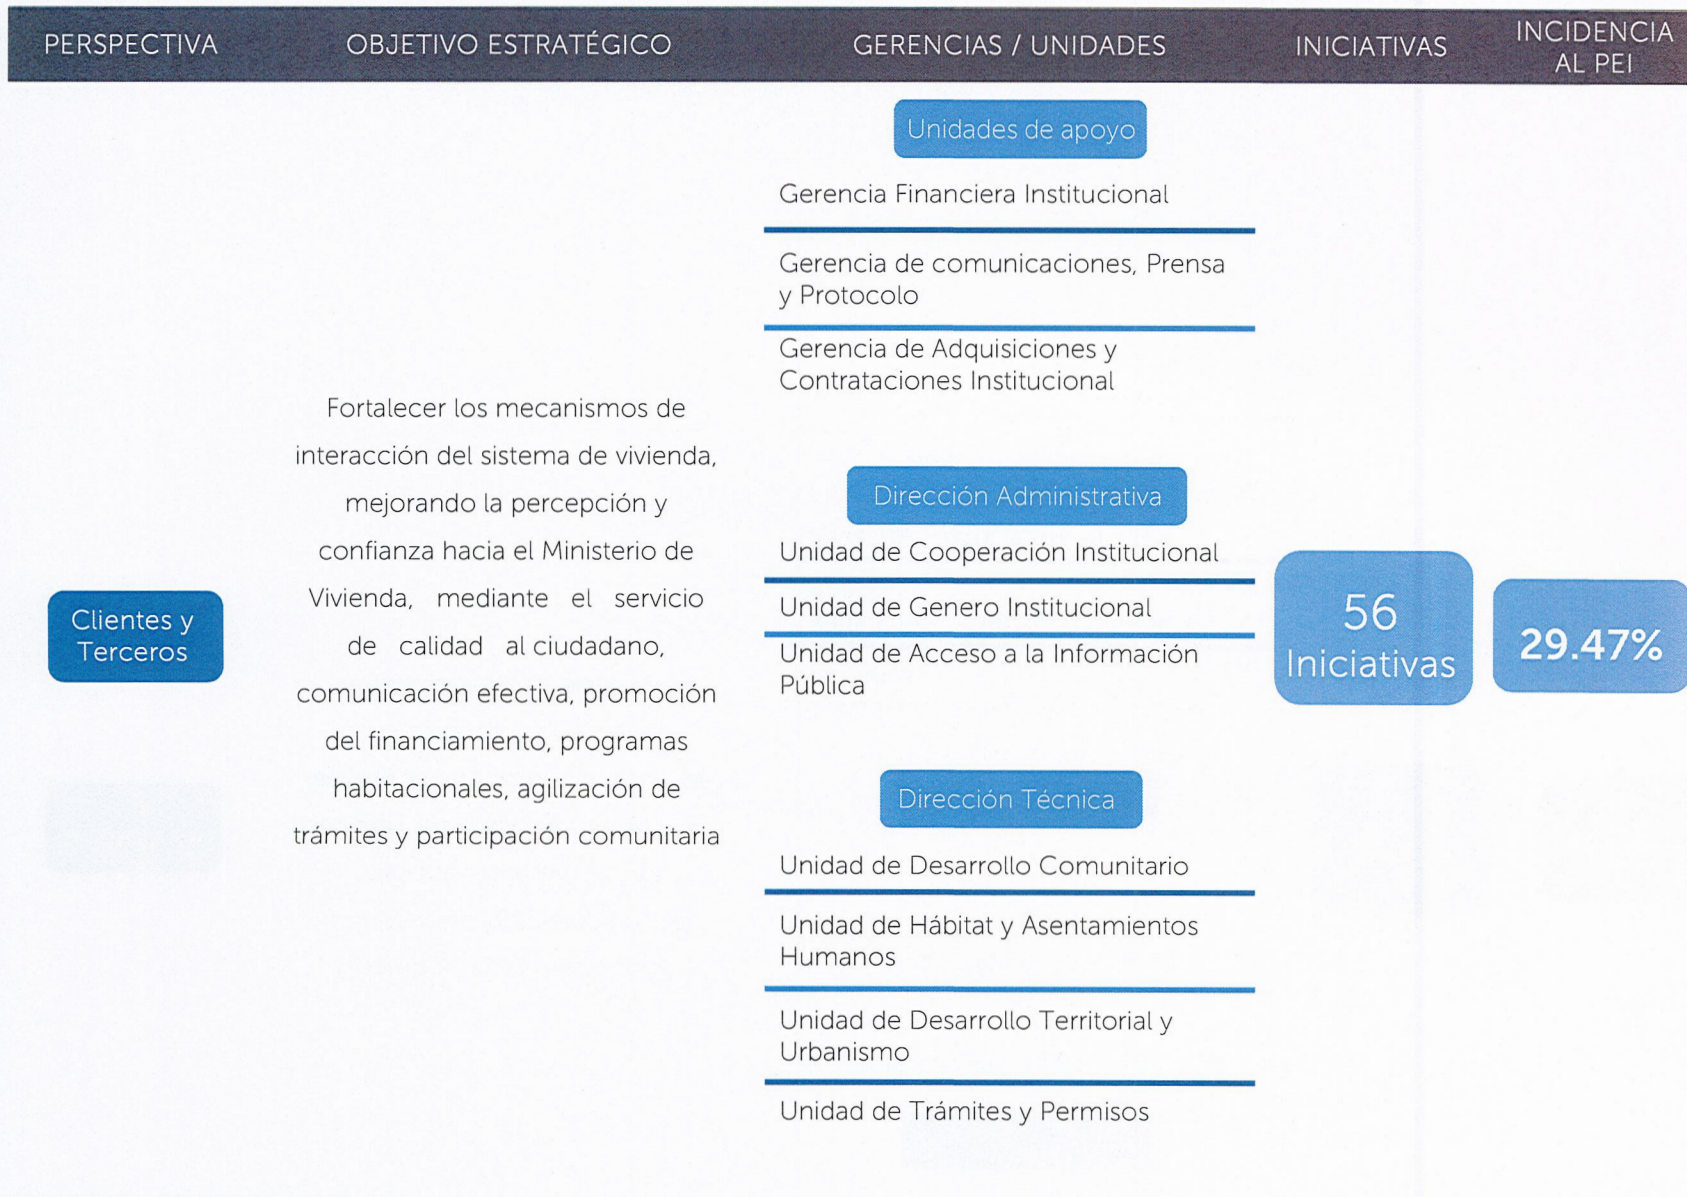 PERSPECTIVA
OBJETIVO ESTRATÉGICO
GERENCIAS / UNIDADES
INICIATIVAS
INCIDENCIA
AL PEI
Clientes y
Terceros
Fortalecer los mecanismos de
interacción del sistema de vivienda,
mejorando la percepción y
confianza hacia el Ministerio de
Vivienda, mediante el servicio
de calidad al ciudadano,
comunicación efectiva, promoción
del financiamiento, programas
habitacionales, agilización de
trámites y participación comunitaria
Unidades de apoyo
Gerencia Financiera Institucional
Gerencia de comunicaciones, Prensa
y Protocolo
Gerencia de Adquisiciones y
Contrataciones Institucional
Dirección Administrativa
Unidad de Cooperación Institucional
Unidad de Genero Institucional
Unidad de Acceso a la Información
Pública
Dirección Técnica
Unidad de Desarrollo Comunitario
Unidad de Hábitat y Asentamientos
Humanos
Unidad de Desarrollo Territorial y
Urbanismo
Unidad de Trámites y Permisos
56
Iniciativas
29.47%